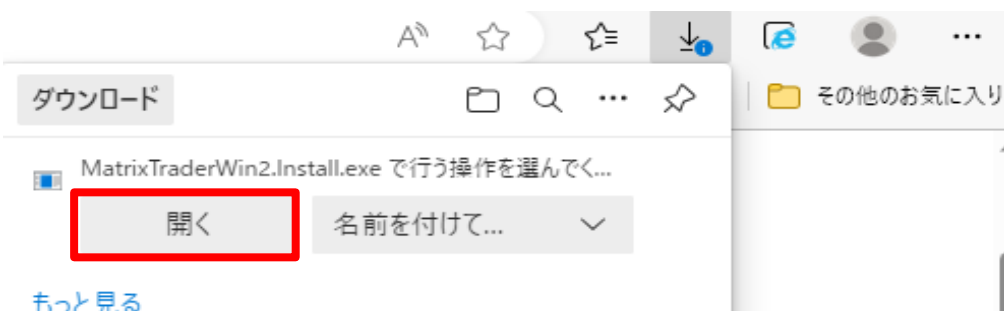 A
その他のお気に入り
ダウンロード
MatrixTraderWin2.Install.exe で行う操作を選んでく...
開く
名前を付けて...
もっと見る